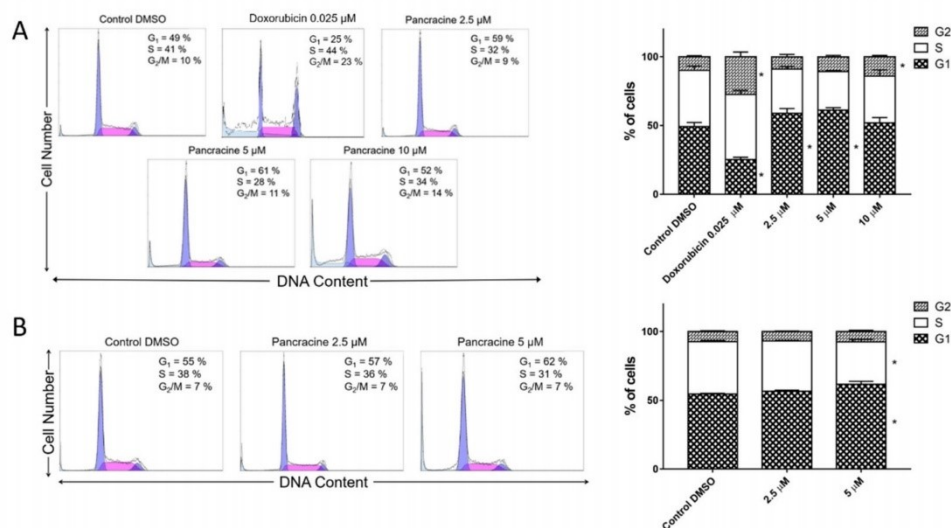 A
Control DMSO
G₁ = 49 %
S = 41 %
G₂/M = 10 %
Doxorubicin 0.025 µM
G₁ = 25 %
S = 44 %
G₂/M = 23 %
Pancracine 2.5 µM
G₁ = 59 %
S = 32 %
G₂/M = 9 %
Pancracine 5 µM
G₁ = 61 %
S = 28 %
G₂/M = 11 %
Pancracine 10 µM
G₁ = 52 %
S = 34 %
G₂/M = 14 %
Cell Number
DNA Content
% of cells
100
50
0
*
*
*
*
*
Control DMSO
Doxorubicin 0.025 µM
2.5 µM
5 µM
10 µM
G2
S
G1
B
Control DMSO
G₁ = 55 %
S = 38 %
G₂/M = 7 %
Pancracine 2.5 µM
G₁ = 57 %
S = 36 %
G₂/M = 7 %
Pancracine 5 µM
G₁ = 62 %
S = 31 %
G₂/M = 7 %
Cell Number
DNA Content
% of cells
100
50
0
*
*
Control DMSO
2.5 µM
5 µM
G2
S
G1